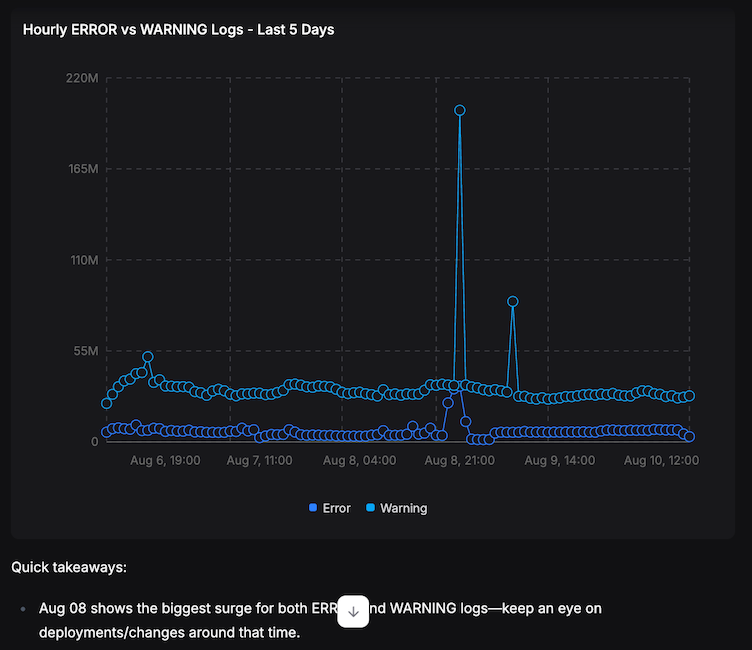 Hourly ERROR vs WARNING Logs - Last 5 Days
220M
165M
110M
55M
0
Aug 6, 19:00 Aug 7, 11:00 Aug 8, 04:00 Aug 8, 21:00 Aug 9, 14:00 Aug 10, 12:00
Error Warning
Quick takeaways:
Aug 08 shows the biggest surge for both WARNING logs—keep an eye on
deployments/changes around that time.